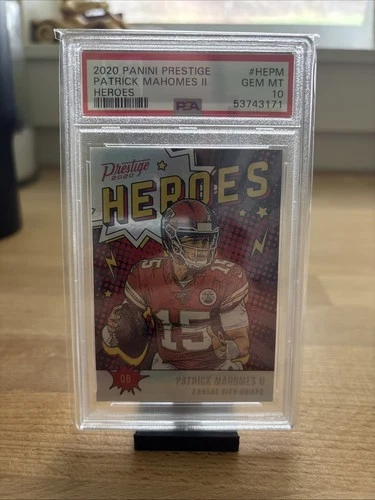 2020 PANINI PRESTIGE #HEPM
PATRICK MAHOMES II GEM MT
HEROES 10
PSA 53743171
Prestige
2020
HEROES
15
15
QB
PATRICK MAHOMES II
KANSAS CITY CHIEFS